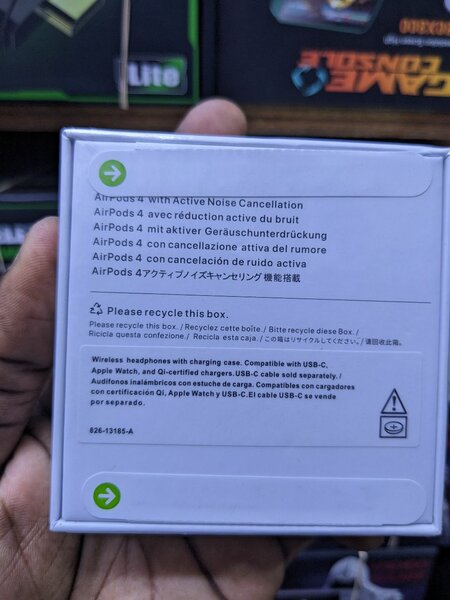 Lite
GAME
CONSOLE
AirPods 4 with Active Noise Cancellation
AirPods 4 avec réduction active du bruit
AirPods 4 mit aktiver Geräuschunterdrückung
AirPods 4 con cancellazione attiva del rumore
AirPods 4 con cancelación de ruido activa
AirPods 4アクティブノイズキャンセリング機能搭載
Please recycle this box.
Please recycle this box. / Recyclez cette boîte. / Bitte recycle diese Box. /
Ricicla questa confezione. / Recicla esta caja. / この箱はリサイクルしてください。/ 请回收此箱。
Wireless headphones with charging case. Compatible with USB-C,
Apple Watch, and Qi-certified chargers. USB-C cable sold separately. /
Audífonos inalámbricos con estuche de carga. Compatibles con cargadores
con certificación Qi, Apple Watch y USB-C.El cable USB-C se vende
por separado.
626-13185-A